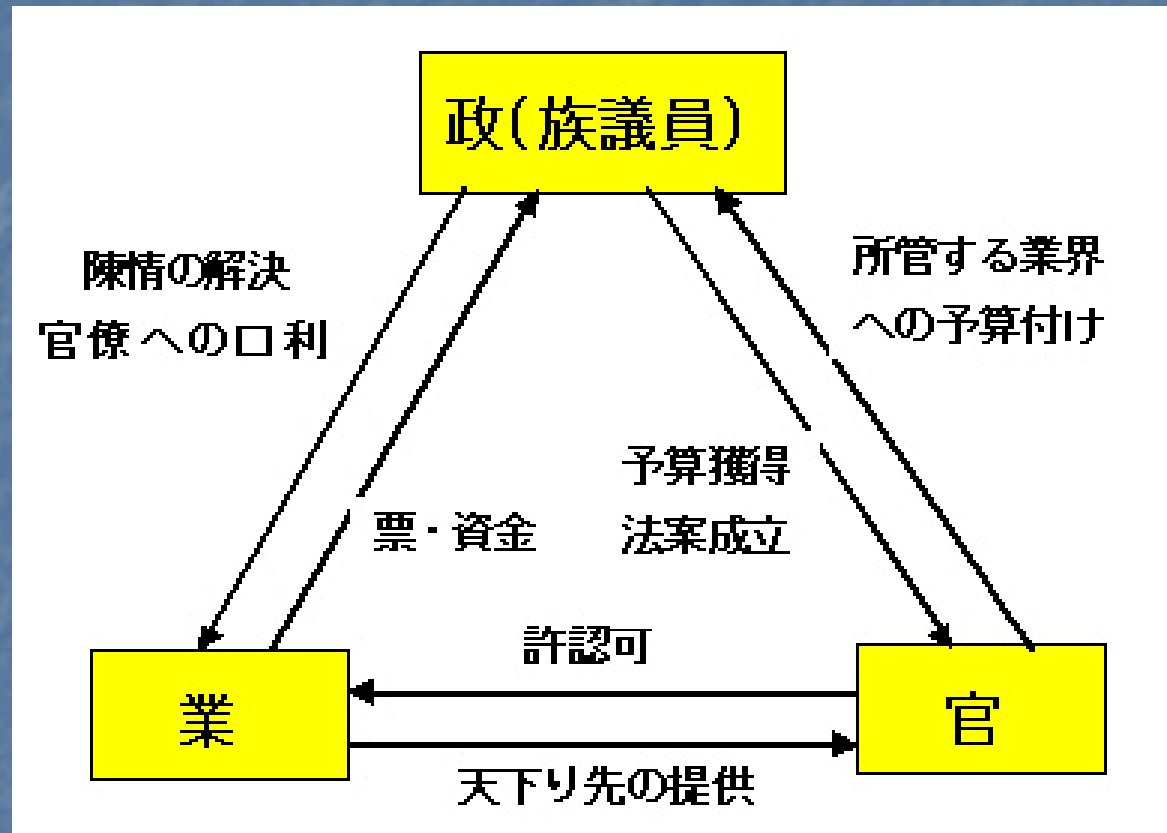 政(族議員)
陳情の解決
官僚への口利
所管する業界
への予算付け
予算獲得
法案成立
票・資金
許認可
業
官
天下り先の提供